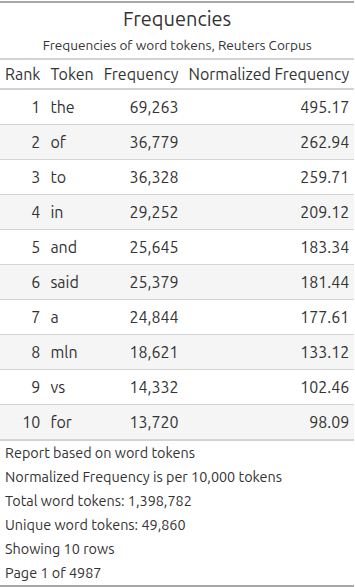 Frequencies
Frequencies of word tokens, Reuters Corpus
Rank Token Frequency Normalized Frequency
1 the 69,263 495.17
2 of 36,779 262.94
3 to 36,328 259.71
4 in 29,252 209.12
5 and 25,645 183.34
6 said 25,379 181.44
7 a 24,844 177.61
8 mln 18,621 133.12
9 vs 14,332 102.46
10 for 13,720 98.09
Report based on word tokens
Normalized Frequency is per 10,000 tokens
Total word tokens: 1,398,782
Unique word tokens: 49,860
Showing 10 rows
Page 1 of 4987